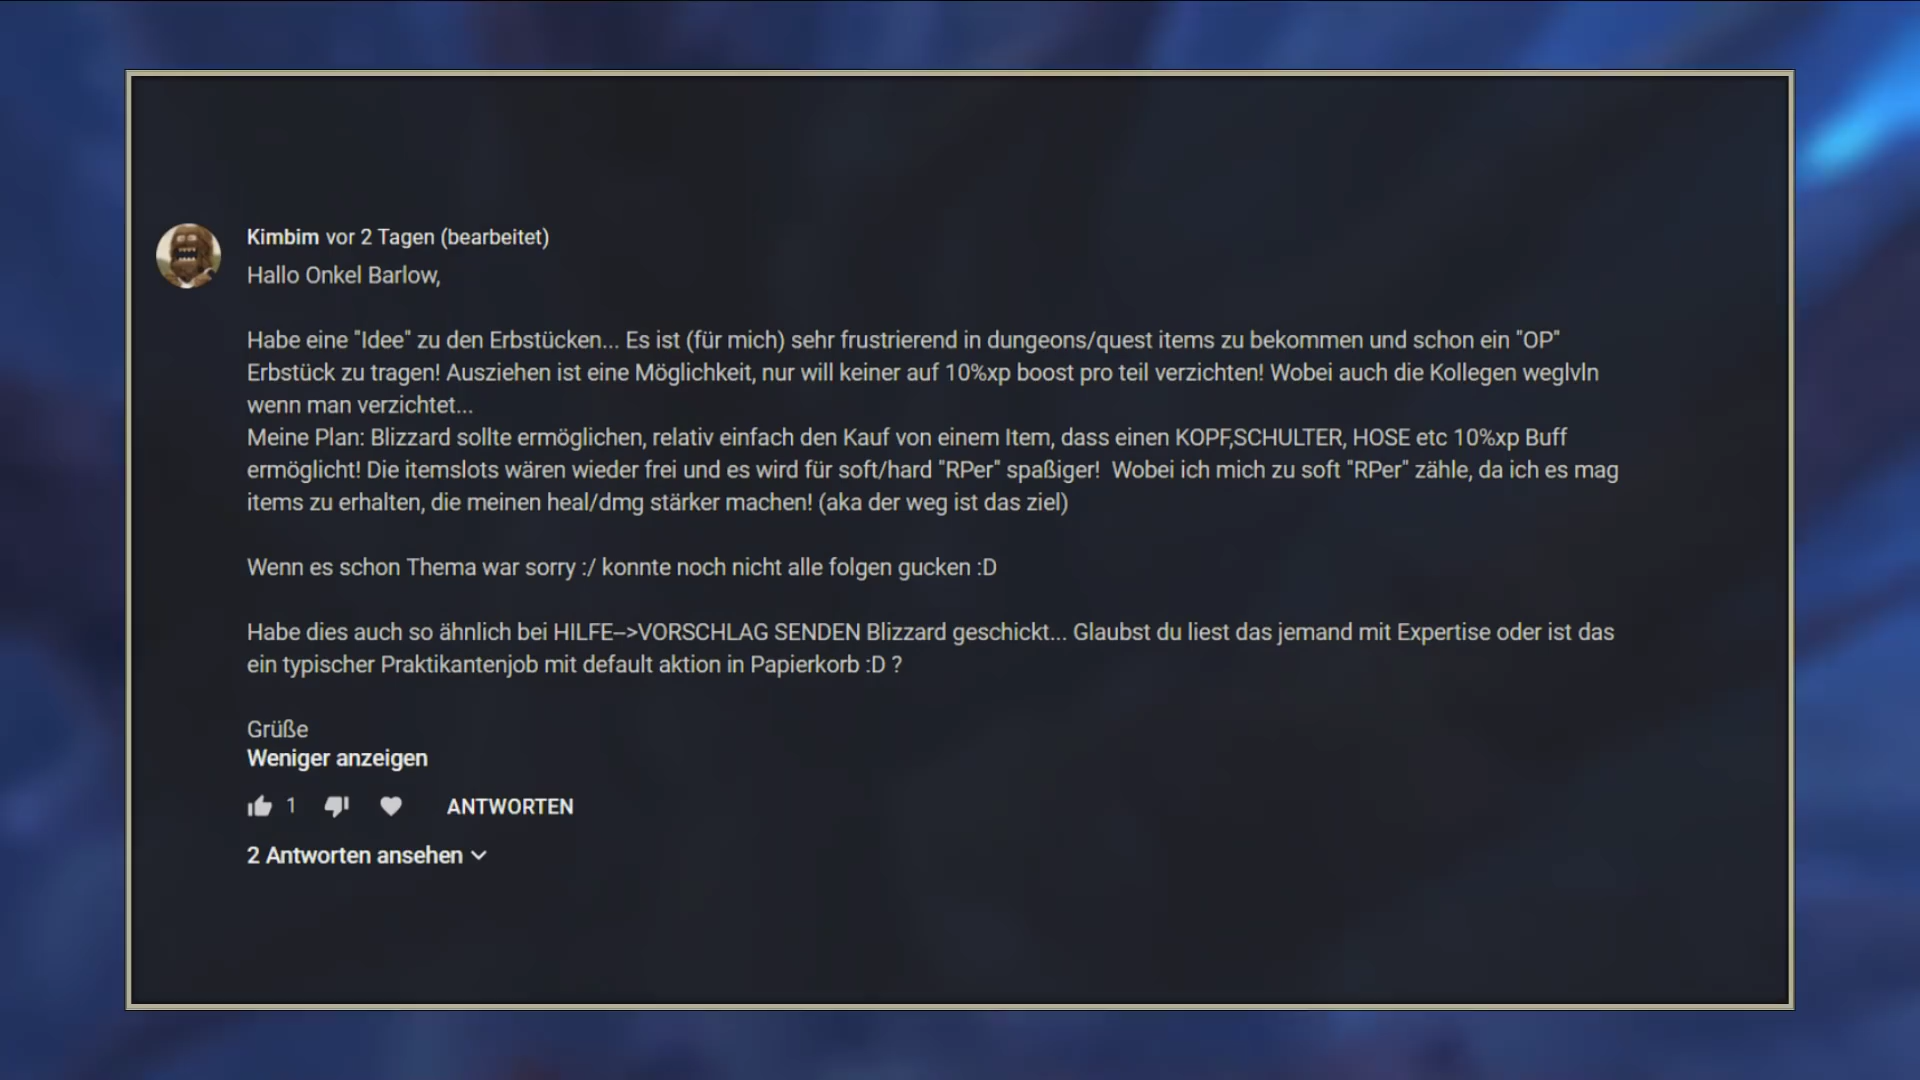 Kimbim vor 2 Tagen (bearbeitet)
Hallo Onkel Barlow,
Habe eine "Idee" zu den Erbstücken... Es ist (für mich) sehr frustrierend in dungeons/quest items zu bekommen und schon ein "OP"
Erbstück zu tragen! Ausziehen ist eine Möglichkeit, nur will keiner auf 10%xp boost pro teil verzichten! Wobei auch die Kollegen weglvln
wenn man verzichtet...
Meine Plan: Blizzard sollte ermöglichen, relativ einfach den Kauf von einem Item, dass einen KOPF,SCHULTER, HOSE etc 10%xp Buff
ermöglicht! Die itemslots wären wieder frei und es wird für soft/hard "RPer" spaßiger!  Wobei ich mich zu soft "RPer" zähle, da ich es mag
items zu erhalten, die meinen heal/dmg stärker machen! (aka der weg ist das ziel)
Wenn es schon Thema war sorry :/ konnte noch nicht alle folgen gucken :D
Habe dies auch so ähnlich bei HILFE-->VORSCHLAG SENDEN Blizzard geschickt... Glaubst du liest das jemand mit Expertise oder ist das
ein typischer Praktikantenjob mit default aktion in Papierkorb :D ?
Grüße
Weniger anzeigen
1 ANTWORTEN
2 Antworten ansehen